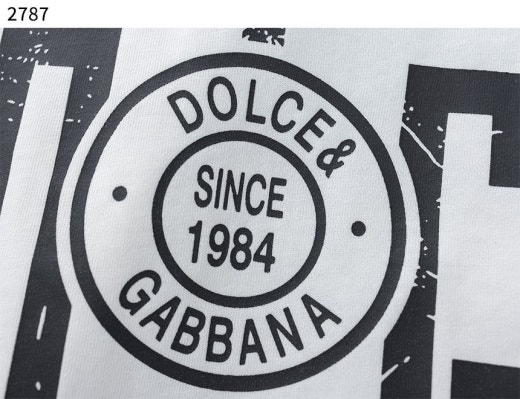 2787
DOLCE&
SINCE
1984
GABBANA